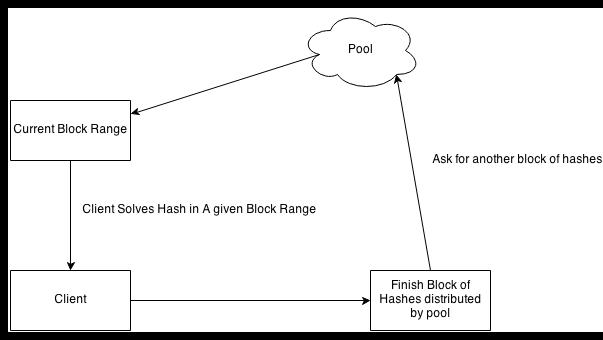 Pool
Current Block Range
Ask for another block of hashes
Client Solves Hash in A given Block Range
Client
Finish Block of
Hashes distributed
by pool